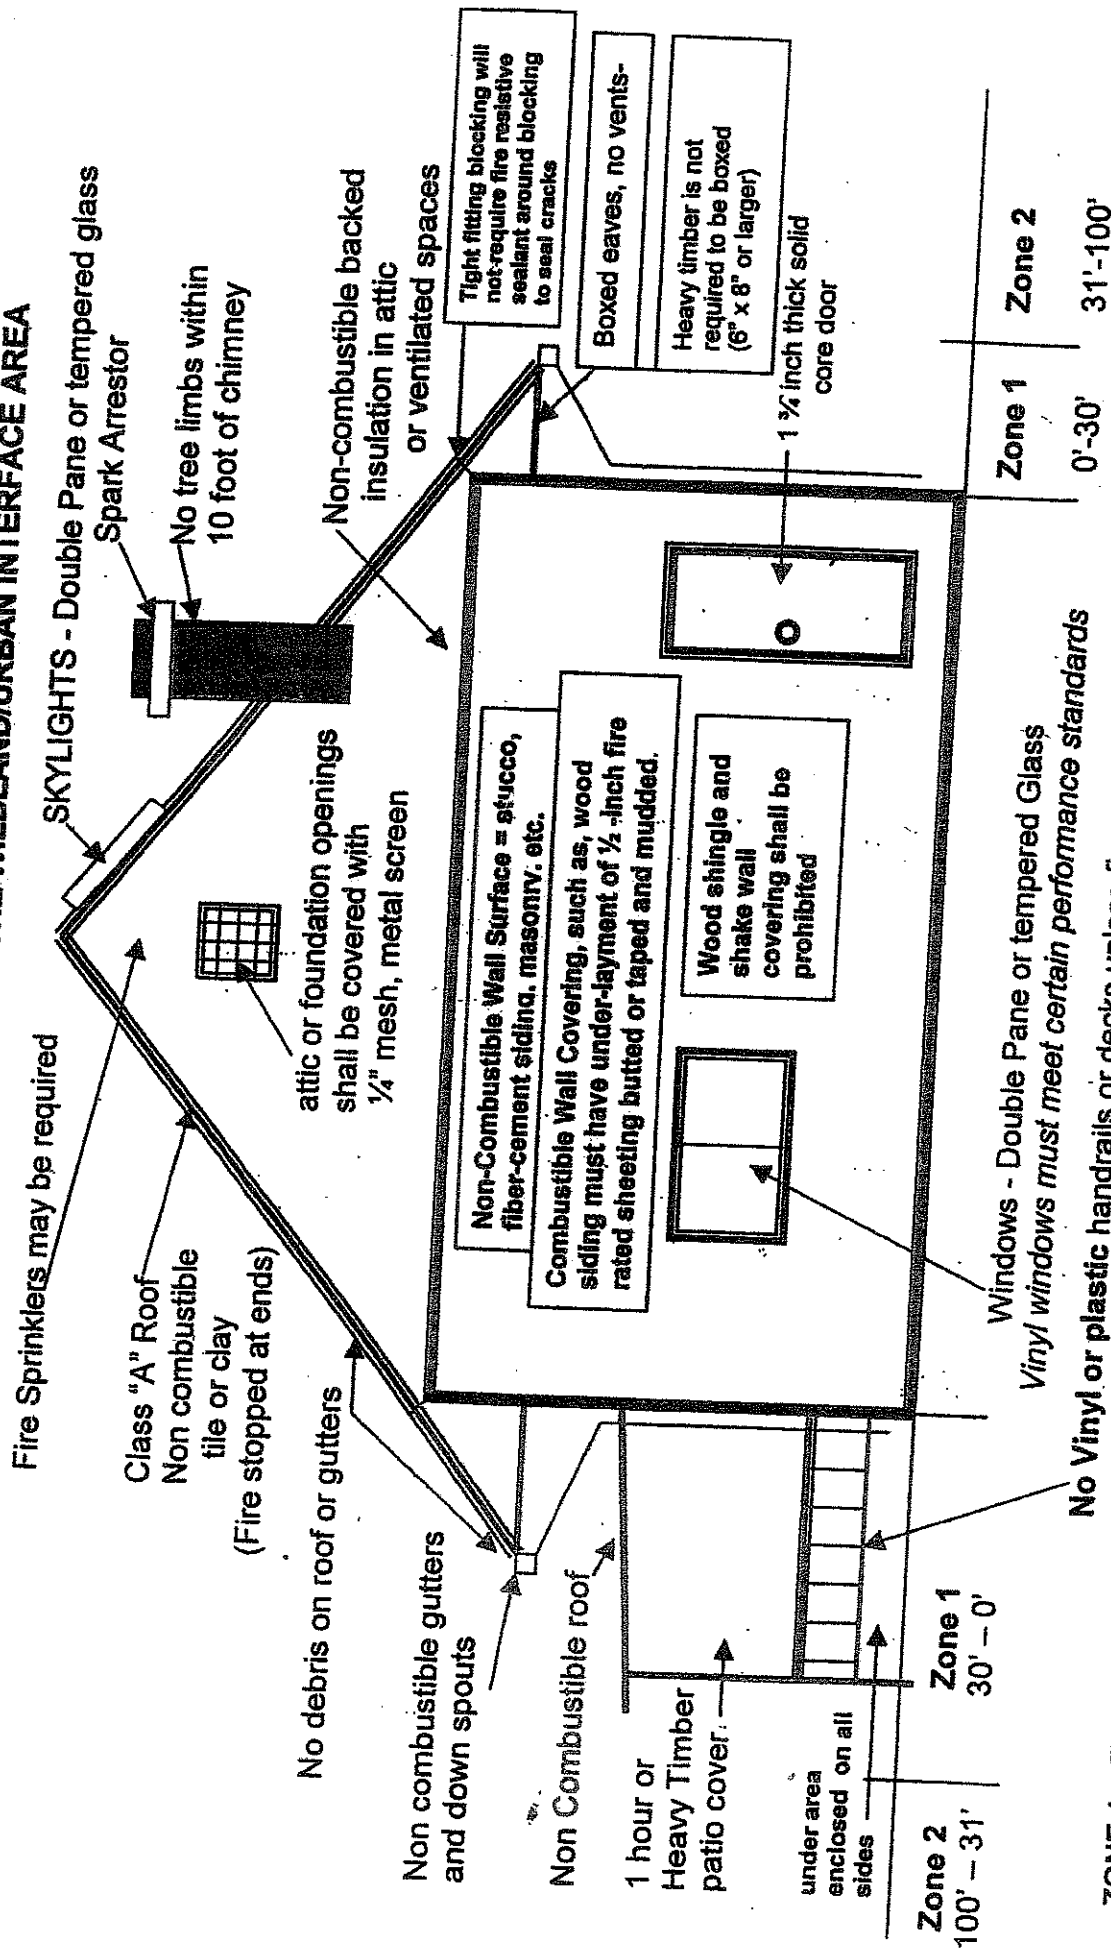 WILDLAND/URBAN INTERFACE AREA
Fire Sprinklers may be required
SKYLIGHTS - Double Pane or tempered glass
Spark Arrestor
No tree limbs within
10 foot of chimney
Class "A" Roof
Non combustible
tile or clay
(Fire stopped at ends)
attic or foundation openings
shall be covered with
¼" mesh, metal screen
Non-combustible backed
insulation in attic
or ventilated spaces
No debris on roof or gutters
Tight fitting blocking will
not require fire resistive
sealant around blocking
to seal cracks
Non combustible gutters
and down spouts
Non-Combustible Wall Surface = stucco,
fiber-cement siding, masonry, etc.
Boxed eaves, no vents-
Non Combustible roof
Combustible Wall Covering, such as, wood
siding must have under-layment of ½ -inch fire
rated sheeting butted or taped and mudded.
Heavy timber is not
required to be boxed
(6" x 8" or larger)
1 hour or
Heavy Timber
patio cover
Wood shingle and
shake wall
covering shall be
prohibited
1 ¾ inch thick solid
core door
under area
enclosed on all
sides
Zone 2
100' – 31'
Zone 1
30' – 0'
Zone 1
0'-30'
Zone 2
31'-100'
Windows - Double Pane or tempered Glass
Vinyl windows must meet certain performance standards
No Vinyl or plastic handrails or decks unless
ZONE